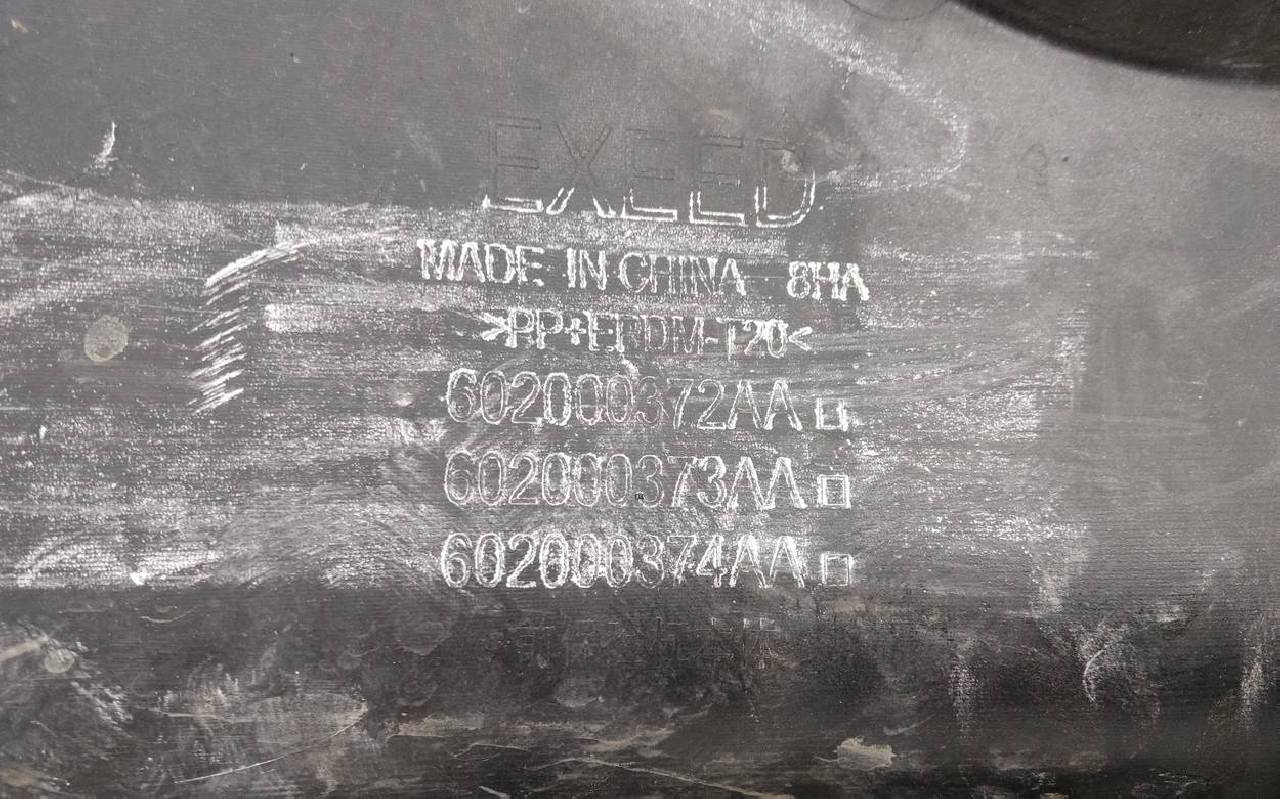 EXEED
MADE IN CHINA 8HA
>PP+EPDM-T20<
602000372AA
602000373AA
602000374AA